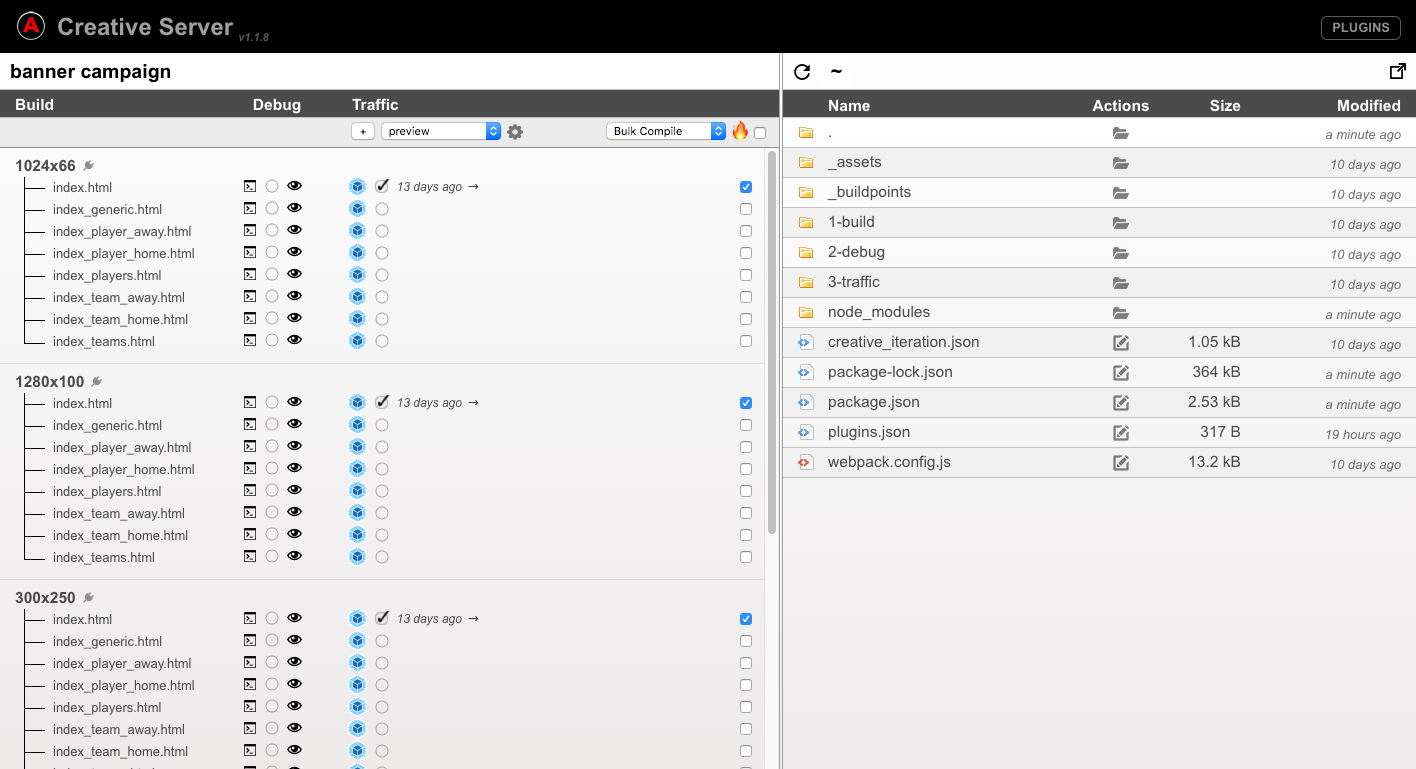 A Creative Server v1.1.8 PLUGINS
banner campaign
Build Debug Traffic
+ preview Bulk Compile
1024x66
index.html 13 days ago →
index_generic.html
index_player_away.html
index_player_home.html
index_players.html
index_team_away.html
index_team_home.html
index_teams.html
1280x100
index.html 13 days ago →
index_generic.html
index_player_away.html
index_player_home.html
index_players.html
index_team_away.html
index_team_home.html
index_teams.html
300x250
index.html 13 days ago →
index_generic.html
index_player_away.html
index_player_home.html
index_players.html
index_team_away.html
index_team_home.html
~
Name Actions Size Modified
. a minute ago
_assets 10 days ago
_buildpoints 10 days ago
1-build 10 days ago
2-debug 10 days ago
3-traffic 10 days ago
node_modules a minute ago
creative_iteration.json 1.05 kB 10 days ago
package-lock.json 364 kB a minute ago
package.json 2.53 kB a minute ago
plugins.json 317 B 19 hours ago
webpack.config.js 13.2 kB 10 days ago